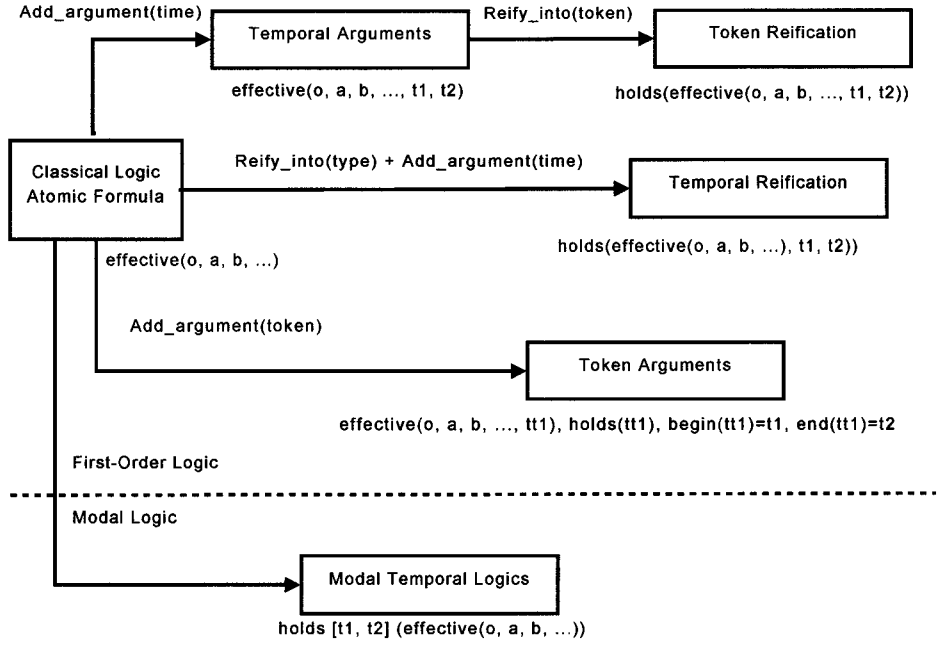 Add_argument(time)
Temporal Arguments
Reify_into(token)
Token Reification
effective(o, a, b, ..., t1, t2)
holds(effective(o, a, b, ..., t1, t2))
Classical Logic
Atomic Formula
Reify_into(type) + Add_argument(time)
Temporal Reification
holds(effective(o, a, b, ...), t1, t2))
effective(o, a, b, ...)
Add_argument(token)
Token Arguments
effective(o, a, b, ..., tt1), holds(tt1), begin(tt1)=t1, end(tt1)=t2
First-Order Logic
Modal Logic
Modal Temporal Logics
holds [t1, t2] (effective(o, a, b, ...))